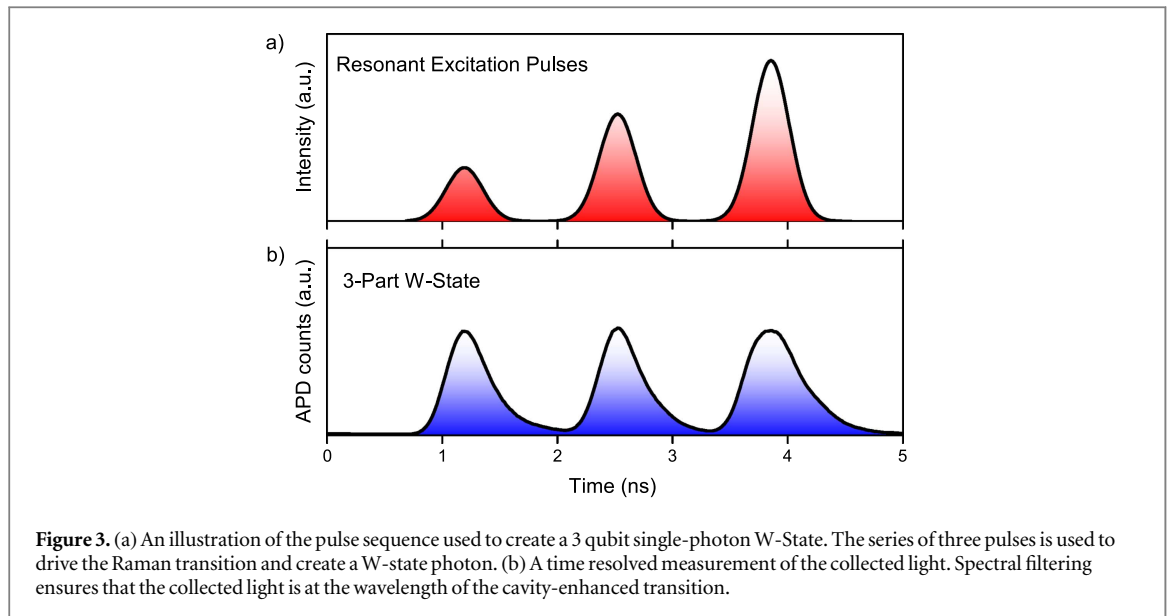 a)
Resonant Excitation Pulses
Intensity (a.u.)
b)
3-Part W-State
APD counts (a.u.)
0 1 2 3 4 5
Time (ns)
Figure 3. (a) An illustration of the pulse sequence used to create a 3 qubit single-photon W-State. The series of three pulses is used to
drive the Raman transition and create a W-state photon. (b) A time resolved measurement of the collected light. Spectral filtering
ensures that the collected light is at the wavelength of the cavity-enhanced transition.